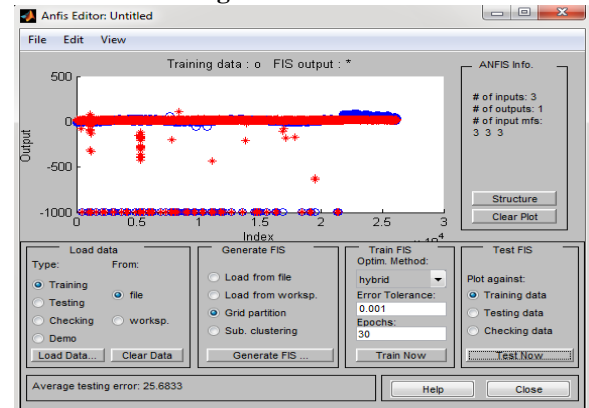 Anfis Editor: Untitled
File Edit View
Training data : o FIS output : *
500
0
-500
-1000
Output
0 0.5 1 1.5 2 2.5 3
Index
ANFIS Info.
# of inputs: 3
# of outputs: 1
# of input mfs:
3 3 3
Structure
Clear Plot
Load data
Type: From:
Training
Testing
Checking
Demo
file
worksp.
Load Data... Clear Data
Generate FIS
Load from file
Load from worksp.
Grid partition
Sub. clustering
Generate FIS ...
Train FIS
Optim. Method:
hybrid
Error Tolerance:
0.001
Epochs:
30
Train Now
Test FIS
Plot against:
Training data
Testing data
Checking data
Test Now
Average testing error: 25.6833
Help Close